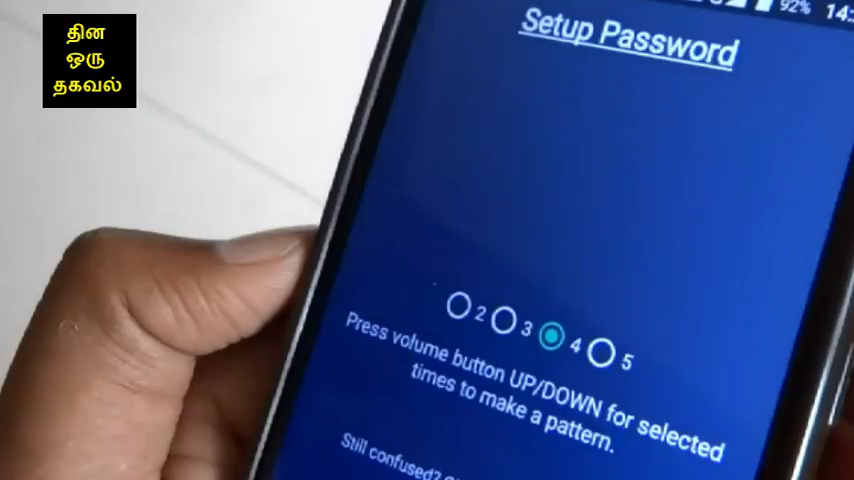 தின
ஒரு
தகவல்
92% 14:
Setup Password
2 3 4 5
Press volume button UP/DOWN for selected
times to make a pattern.
Still confused?